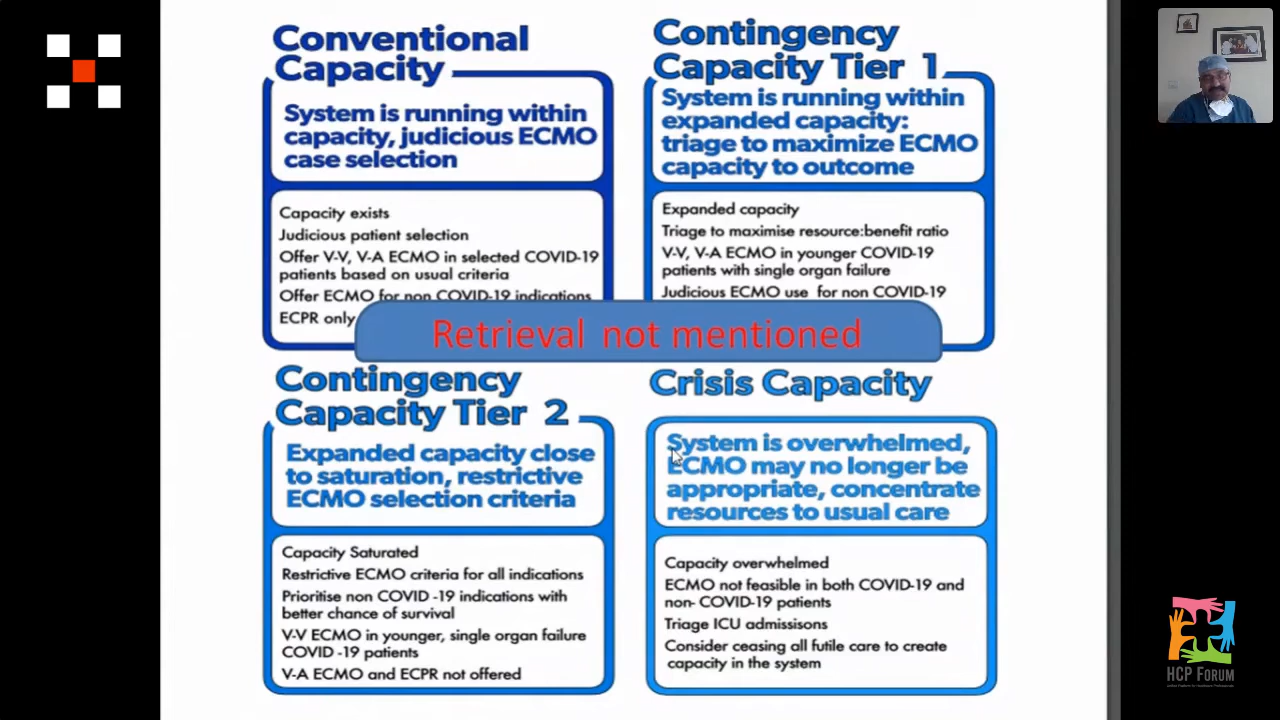 Conventional
Capacity
System is running within
capacity, judicious ECMO
case selection
Capacity exists
Judicious patient selection
Offer V-V, V-A ECMO in selected COVID-19
patients based on usual criteria
Offer ECMO for non COVID-19 indications
ECPR only
Contingency
Capacity Tier 1
System is running within
expanded capacity:
triage to maximize ECMO
capacity to outcome
Expanded capacity
Triage to maximise resource:benefit ratio
V-V, V-A ECMO in younger COVID-19
patients with single organ failure
Judicious ECMO use for non COVID-19
Retrieval not mentioned
Contingency
Capacity Tier 2
Expanded capacity close
to saturation, restrictive
ECMO selection criteria
Capacity Saturated
Restrictive ECMO criteria for all indications
Prioritise non COVID -19 indications with
better chance of survival
V-V ECMO in younger, single organ failure
COVID -19 patients
V-A ECMO and ECPR not offered
Crisis Capacity
System is overwhelmed,
ECMO may no longer be
appropriate, concentrate
resources to usual care
Capacity overwhelmed
ECMO not feasible in both COVID-19 and
non- COVID-19 patients
Triage ICU admissisons
Consider ceasing all futile care to create
capacity in the system
HCP FORUM